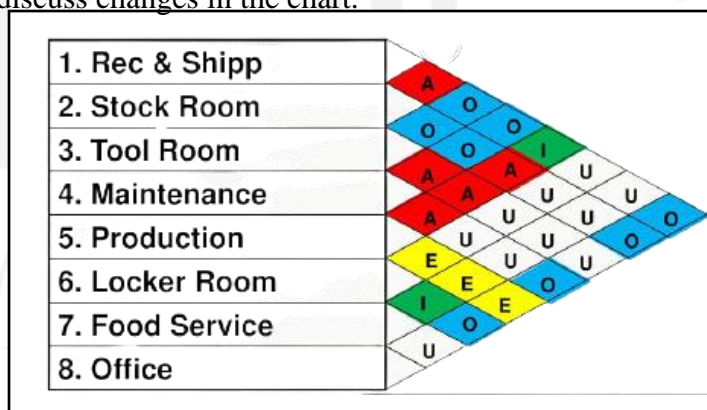 discuss changes in the chart.
1. Rec & Shipp
2. Stock Room
3. Tool Room
4. Maintenance
5. Production
6. Locker Room
7. Food Service
8. Office
A
O
O O
O I
A A U
A U U
A U U O
U U O
E U U
E O
I E
O
U